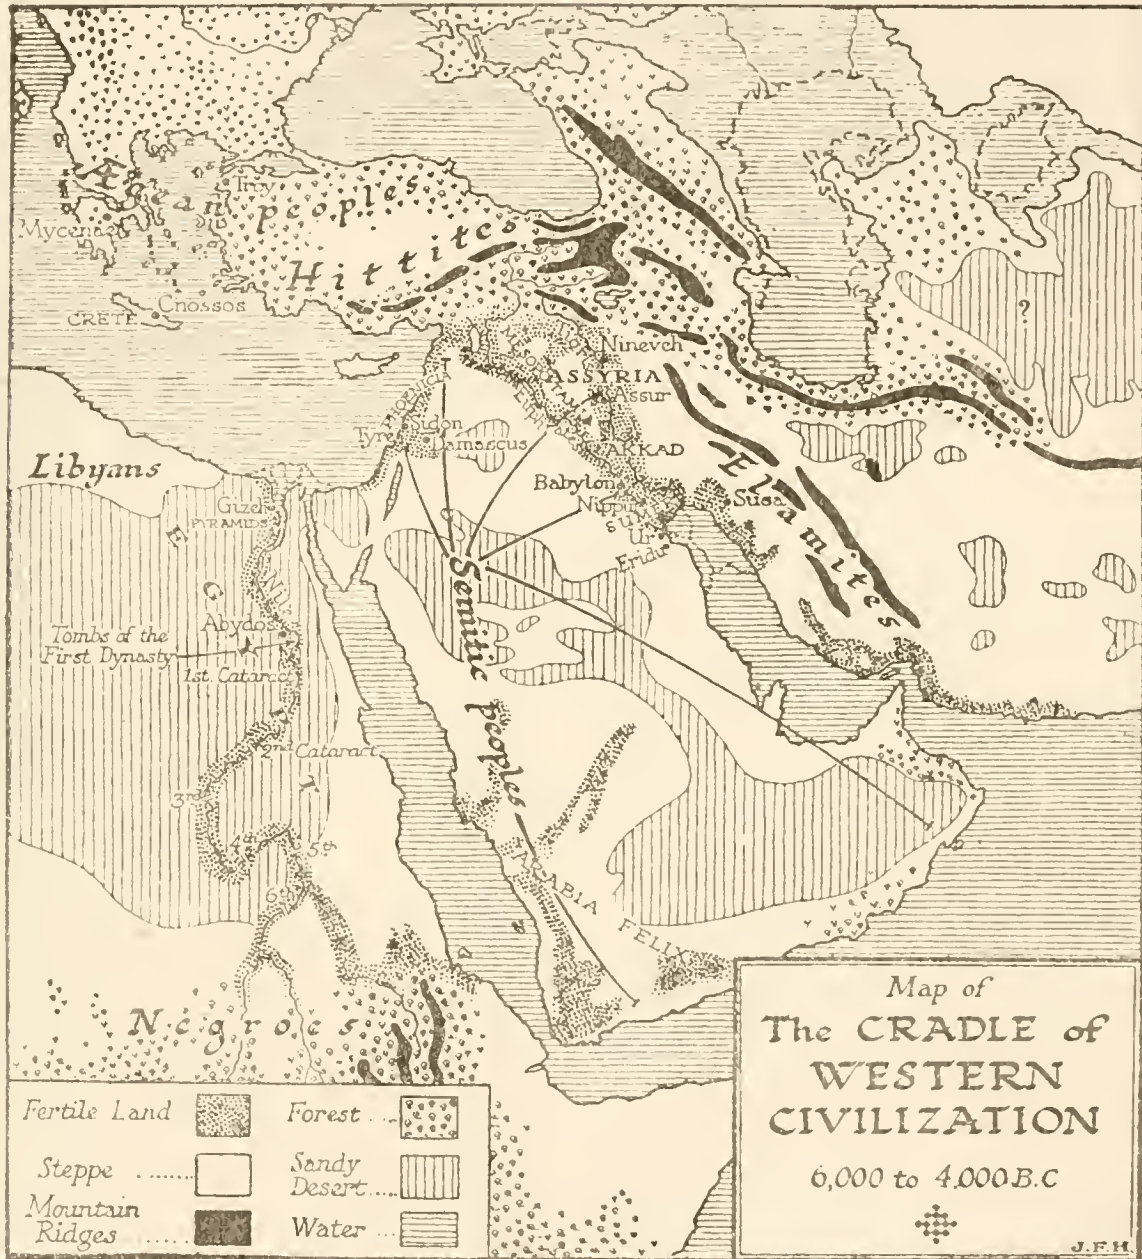 Ægean peoples
Troy
Mycenae
Hittites
Cnossos
CRETE
?
Nineveh
ASSYRIA
Assur
PHOENICIA
Sidon
Tyre
Damascus
AKKAD
Libyans
Babylon
Nippur
Susa
Elamites
Ur
Eridu
Gizeh
PYRAMIDS
EGYPT
Semitic peoples
Abydos
Tombs of the
First Dynasty
1st. Cataract
2nd Cataract
3rd
4th
5th
6th
ARABIA
FELIX
Negroes
Map of
The CRADLE of
WESTERN
CIVILIZATION
6,000 to 4,000 B.C
J.F.H.
Fertile Land
Forest ...
Steppe ........
Sandy
Desert....
Mountain
Ridges ......
Water ...